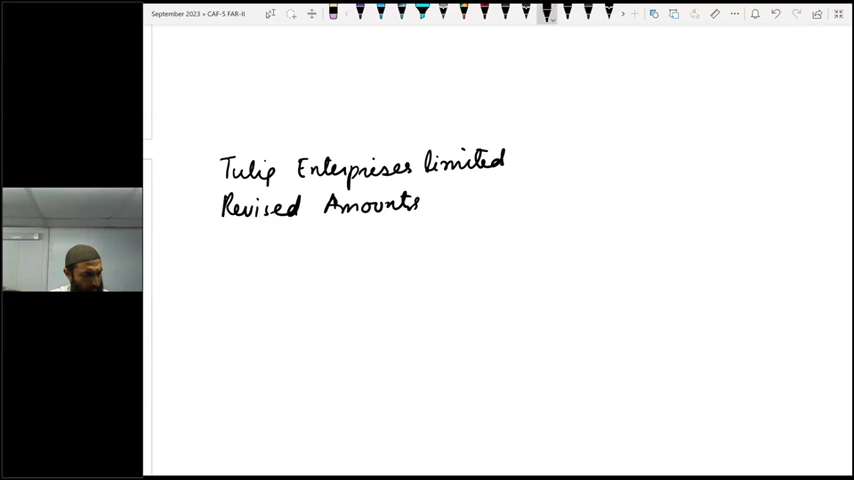 September 2023 » CAF-5 FAR-II
Tulip Enterprises limited
Revised Amounts